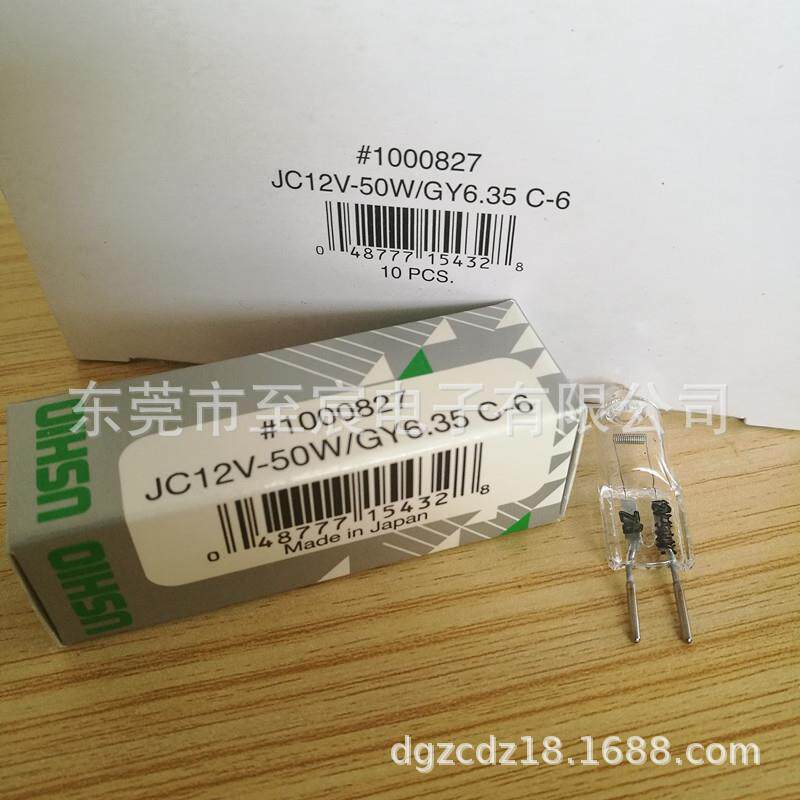 #1000827
JC12V-50W/GY6.35 C-6
0 48777 15432 8
10 PCS.
东莞市至宸电子有限公司
USHIO
USHIO
#1000827
JC12V-50W/GY6.35 C-6
0 48777 15432 8
Made in Japan
dgzcdz18.1688.com